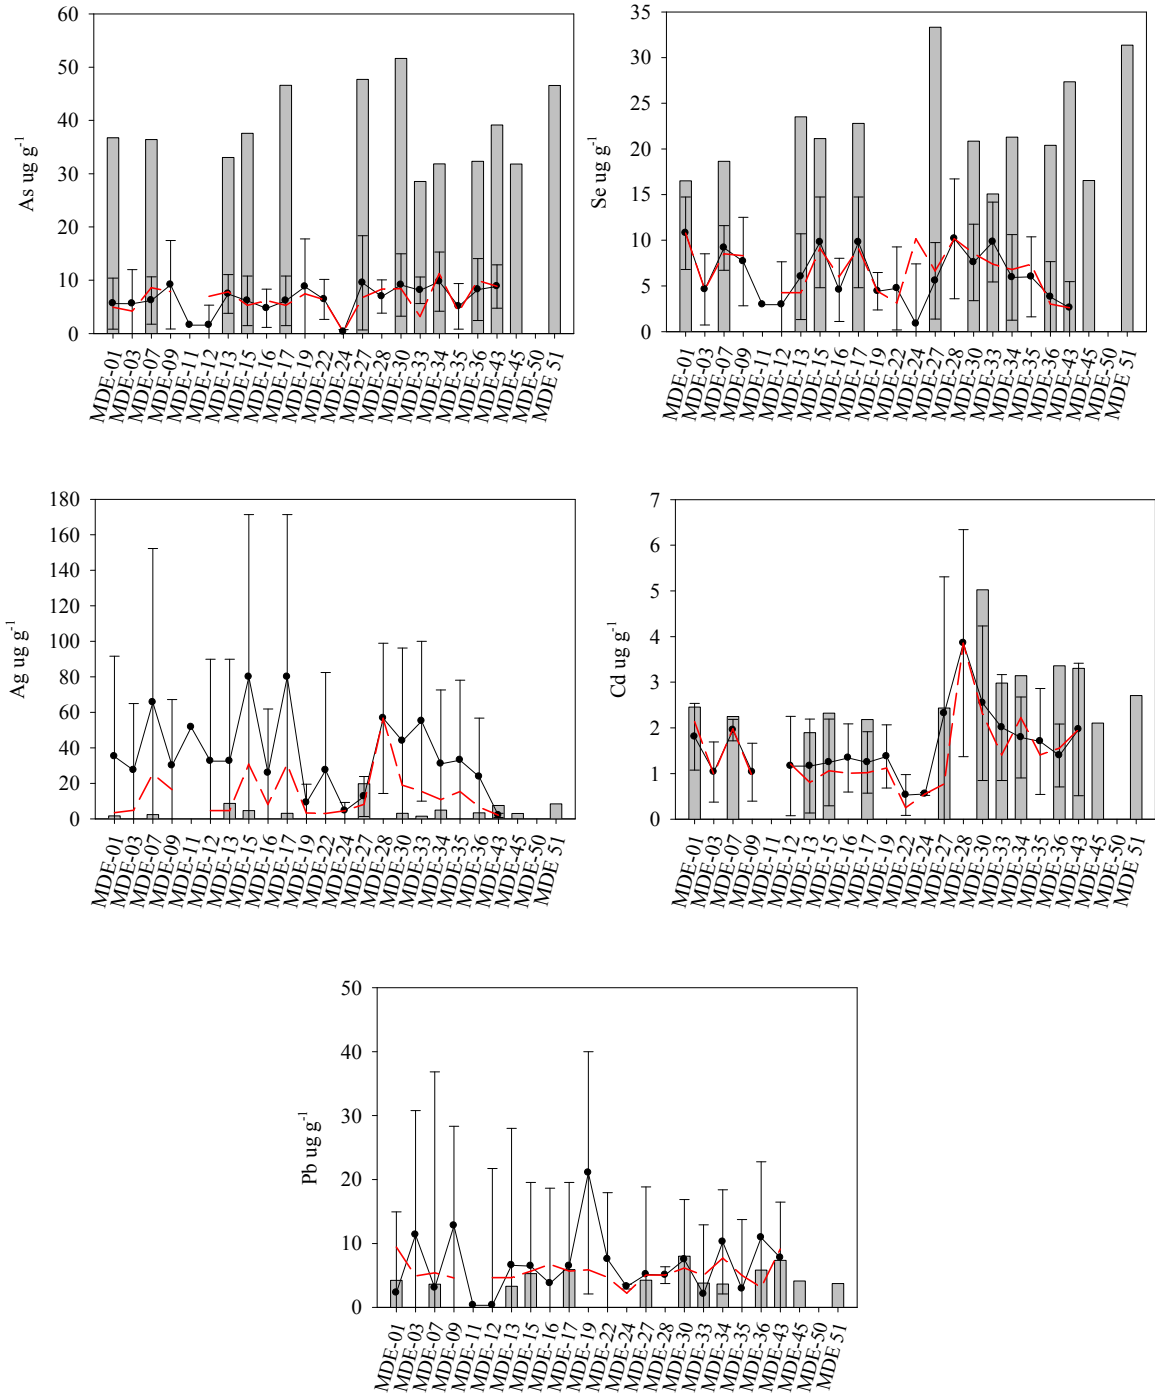 60
50
40
30
20
10
0
As ug g-1
MDE-01
MDE-03
MDE-07
MDE-09
MDE-11
MDE-12
MDE-13
MDE-15
MDE-16
MDE-17
MDE-19
MDE-22
MDE-24
MDE-27
MDE-28
MDE-30
MDE-33
MDE-34
MDE-35
MDE-36
MDE-43
MDE-45
MDE-50
MDE 51
35
30
25
20
15
10
5
0
Se ug g-1
MDE-01
MDE-03
MDE-07
MDE-09
MDE-11
MDE-12
MDE-13
MDE-15
MDE-16
MDE-17
MDE-19
MDE-22
MDE-24
MDE-27
MDE-28
MDE-30
MDE-33
MDE-34
MDE-35
MDE-36
MDE-43
MDE-45
MDE-50
MDE 51
180
160
140
120
100
80
60
40
20
0
Ag ug g-1
MDE-01
MDE-03
MDE-07
MDE-09
MDE-11
MDE-12
MDE-13
MDE-15
MDE-16
MDE-17
MDE-19
MDE-22
MDE-24
MDE-27
MDE-28
MDE-30
MDE-33
MDE-34
MDE-35
MDE-36
MDE-43
MDE-45
MDE-50
MDE 51
7
6
5
4
3
2
1
0
Cd ug g-1
MDE-01
MDE-03
MDE-07
MDE-09
MDE-11
MDE-12
MDE-13
MDE-15
MDE-16
MDE-17
MDE-19
MDE-22
MDE-24
MDE-27
MDE-28
MDE-30
MDE-33
MDE-34
MDE-35
MDE-36
MDE-43
MDE-45
MDE-50
MDE 51
50
40
30
20
10
0
Pb ug g-1
MDE-01
MDE-03
MDE-07
MDE-09
MDE-11
MDE-12
MDE-13
MDE-15
MDE-16
MDE-17
MDE-19
MDE-22
MDE-24
MDE-27
MDE-28
MDE-30
MDE-33
MDE-34
MDE-35
MDE-36
MDE-43
MDE-45
MDE-50
MDE 51